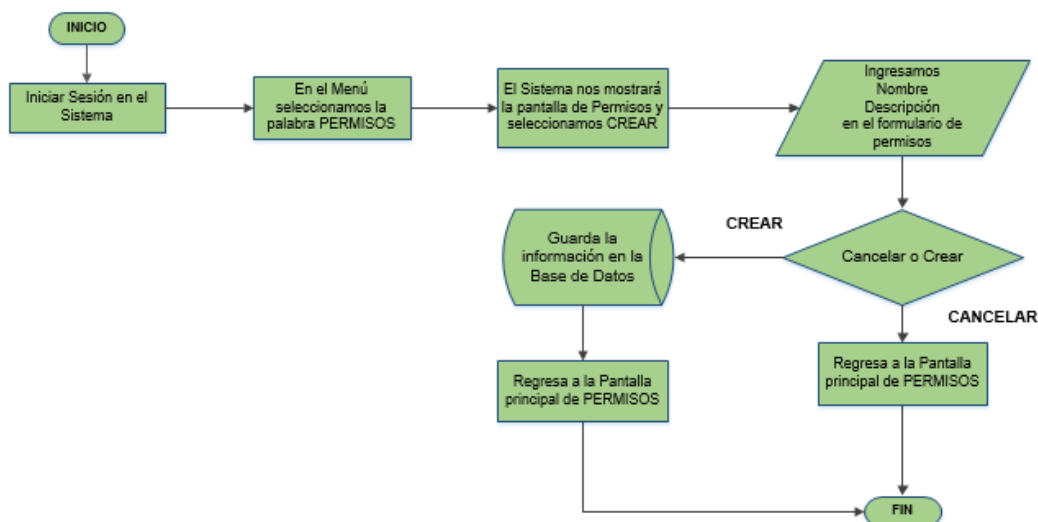 INICIO
Iniciar Sesión en el
Sistema
En el Menú
seleccionamos la
palabra PERMISOS
El Sistema nos mostrará
la pantalla de Permisos y
seleccionamos CREAR
Ingresamos
Nombre
Descripción
en el formulario de
permisos
Cancelar o Crear
CREAR
Guarda la
información en la
Base de Datos
Regresa a la Pantalla
principal de PERMISOS
CANCELAR
Regresa a la Pantalla
principal de PERMISOS
FIN